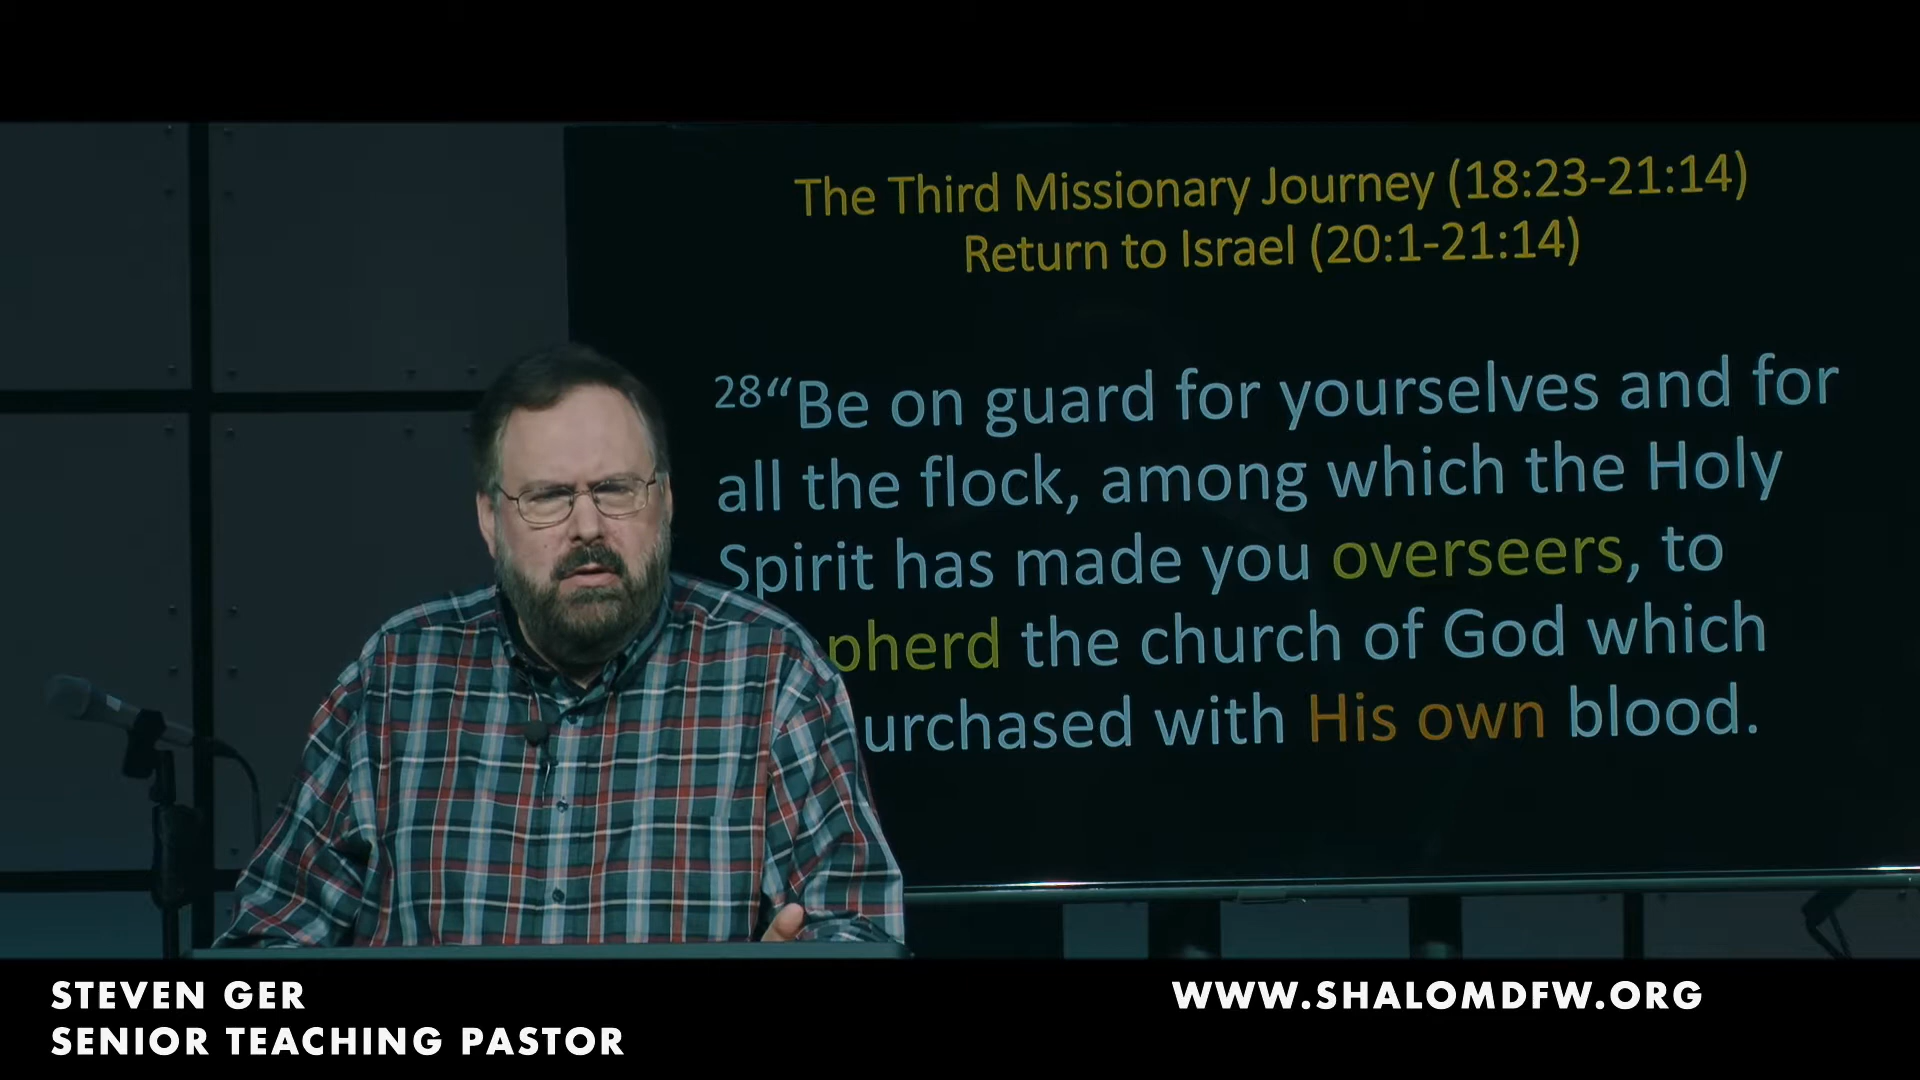 The Third Missionary Journey (18:23-21:14)
Return to Israel (20:1-21:14)
28“Be on guard for yourselves and for
all the flock, among which the Holy
Spirit has made you overseers, to
pherd the church of God which
urchased with His own blood.
STEVEN GER
SENIOR TEACHING PASTOR
WWW.SHALOMDFW.ORG